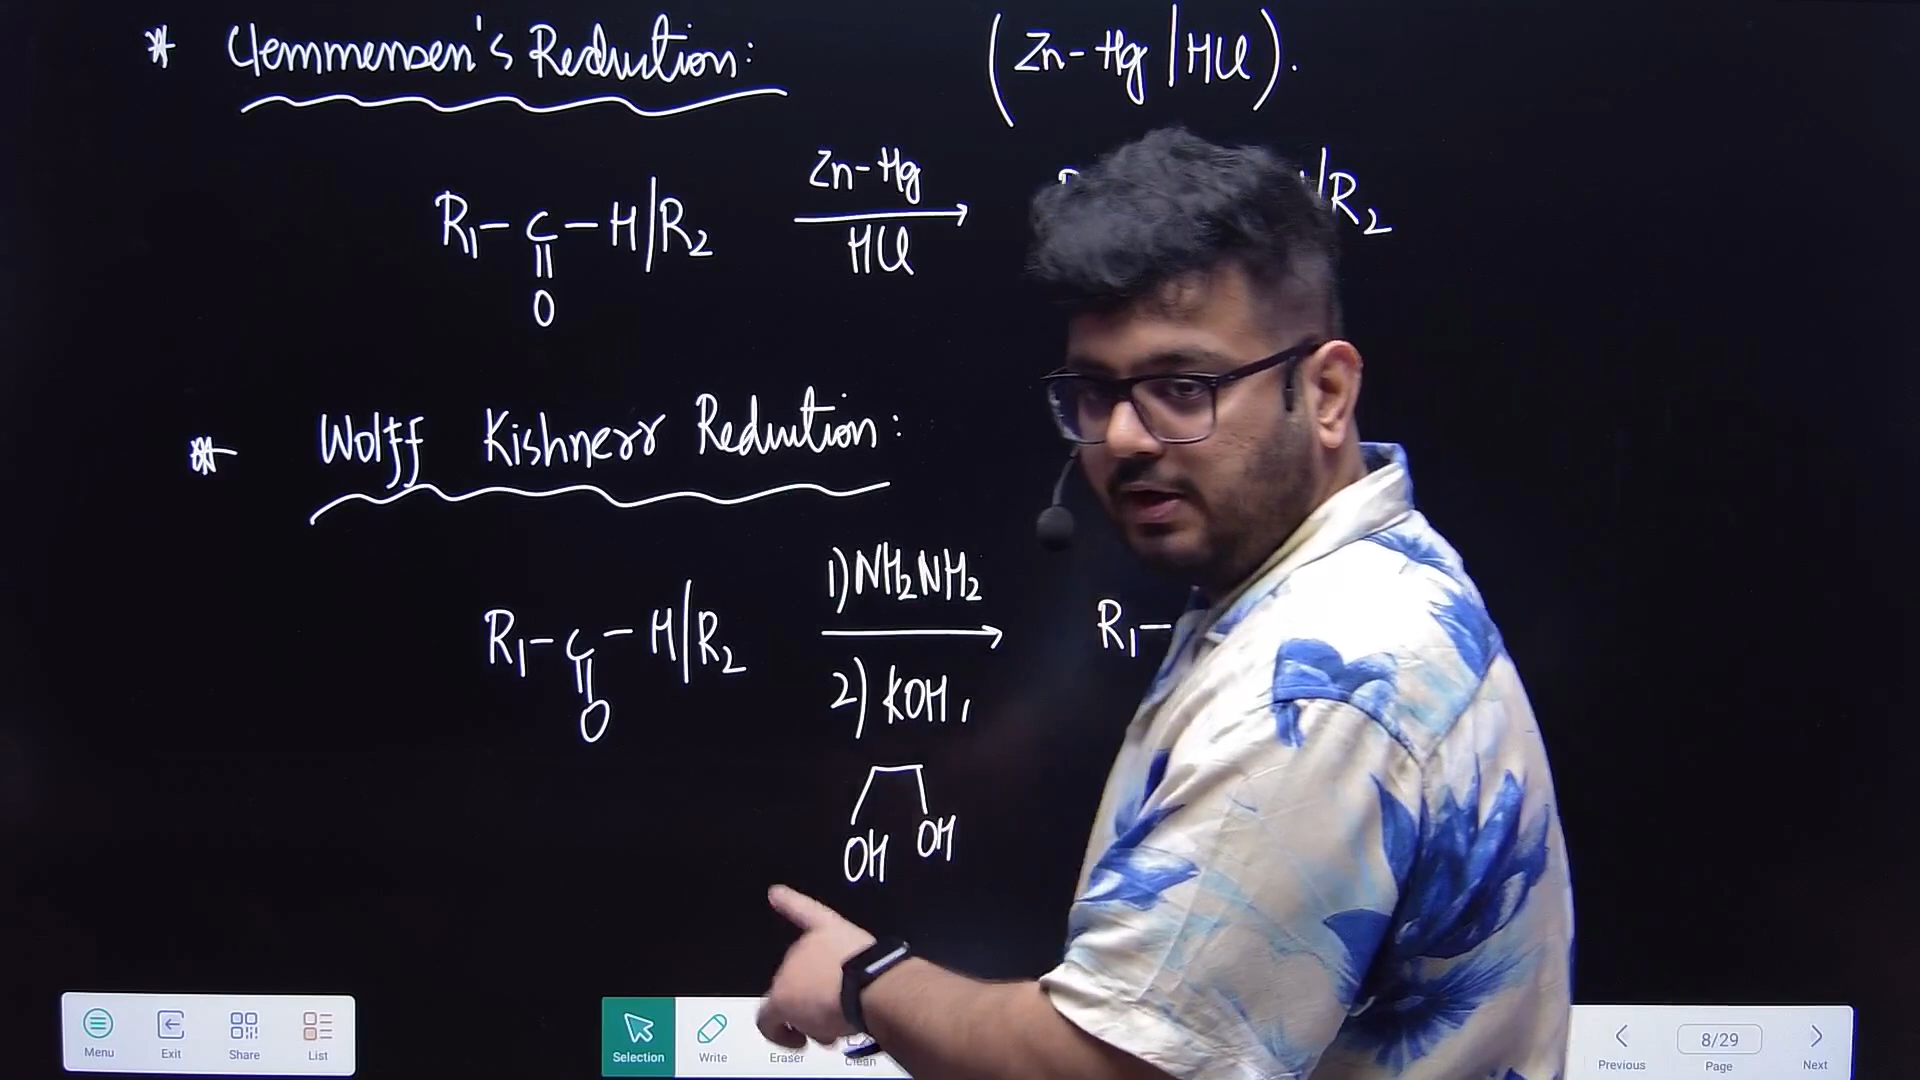 * Clemmensen's Reduction: (Zn-Hg | HCl).
Zn-Hg
R₁-C-H/R₂
HCl
/R₂
O
* Wolff Kishnerr Reduction:
1) NH₂NH₂
R₁-C-H/R₂
R₁-
O
2) KOH,
OH OH
Menu Exit Share List
Selection Write Eraser Clean
8/29
Previous Page Next